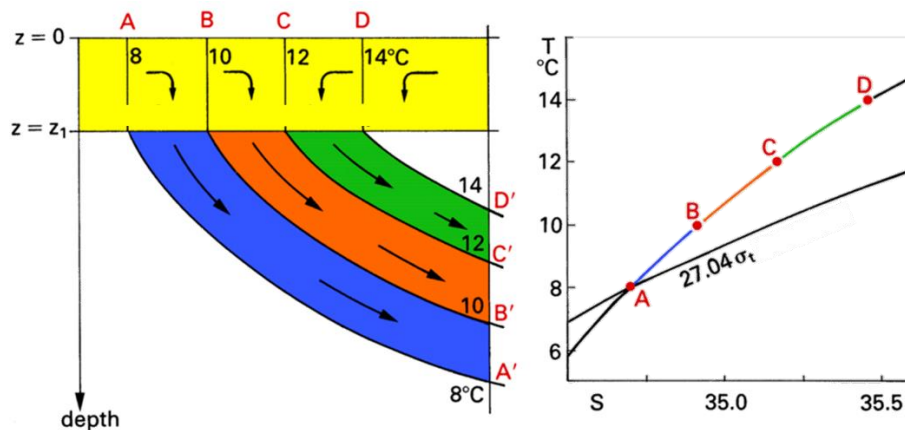 A B C D
z = 0
8 10 12 14°C
z = z₁
14
D'
12
C'
10
B'
A'
8°C
depth
T
°C
14
12
10
8
6
D
C
B
A
27.04 σₜ
S 35.0 35.5